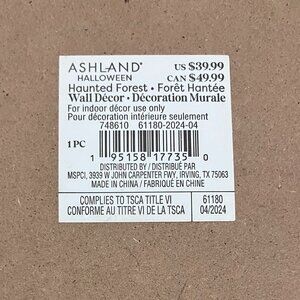 ASHLAND® US $39.99
HALLOWEEN CAN $49.99
Haunted Forest • Forêt Hantée
Wall Décor • Décoration Murale
For indoor décor use only
Pour décoration intérieure seulement
748610 61180-2024-04
1 PC
1 95158 17735 0
DISTRIBUTED BY / DISTRIBUÉ PAR
MSPCI, 3939 W JOHN CARPENTER FWY, IRVING, TX 75063
MADE IN CHINA / FABRIQUÉ EN CHINE
COMPLIES TO TSCA TITLE VI 61180
CONFORME AU TITRE VI DE LA TSCA 04/2024